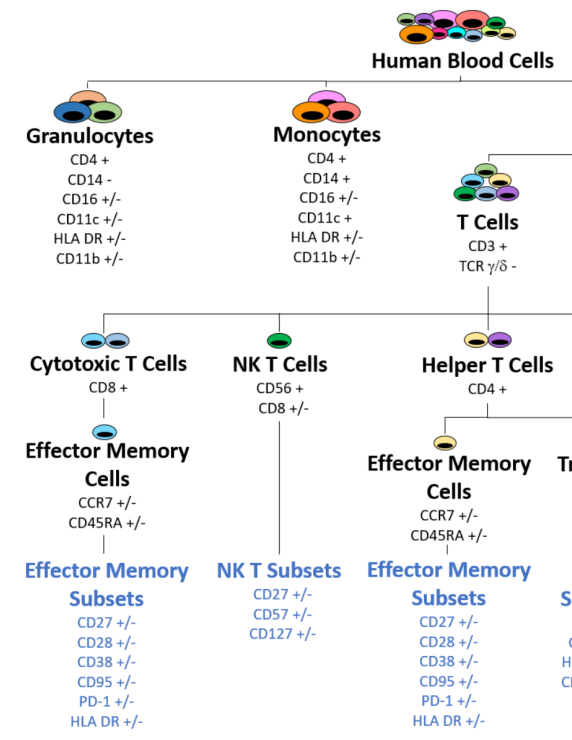 Human Blood Cells
Granulocytes
CD4 +
CD14 -
CD16 +/-
CD11c +/-
HLA DR +/-
CD11b +/-
Monocytes
CD4 +
CD14 +
CD16 +/-
CD11c +
HLA DR +/-
CD11b +/-
T Cells
CD3 +
TCR γ/δ -
Cytotoxic T Cells
CD8 +
Effector Memory
Cells
CCR7 +/-
CD45RA +/-
Effector Memory
Subsets
CD27 +/-
CD28 +/-
CD38 +/-
CD95 +/-
PD-1 +/-
HLA DR +/-
NK T Cells
CD56 +
CD8 +/-
NK T Subsets
CD27 +/-
CD57 +/-
CD127 +/-
Helper T Cells
CD4 +
Effector Memory
Cells
CCR7 +/-
CD45RA +/-
Effector Memory
Subsets
CD27 +/-
CD28 +/-
CD38 +/-
CD95 +/-
PD-1 +/-
HLA DR +/-